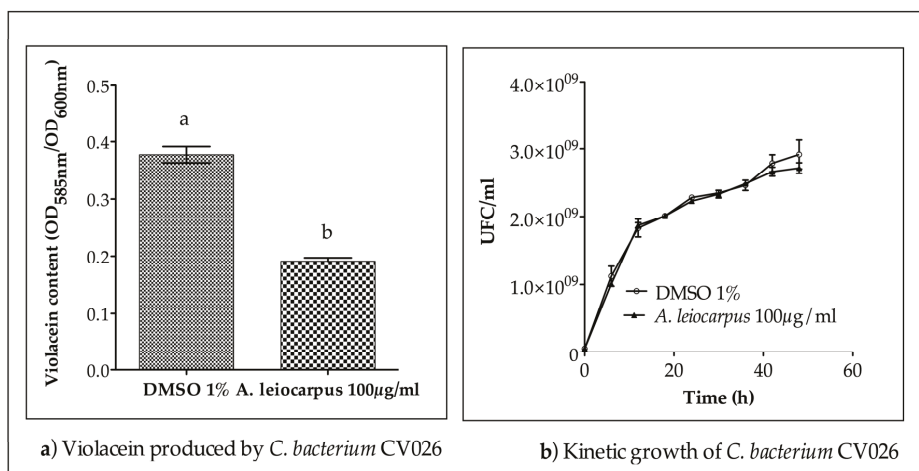 Violacein content (OD585nm/OD600nm)
0.5
0.4
0.3
0.2
0.1
0.0
a
b
DMSO 1% A. leiocarpus 100µg/ml
a) Violacein produced by C. bacterium CV026
UFC/ml
4.0×10^09
3.0×10^09
2.0×10^09
1.0×10^09
0
DMSO 1%
A. leiocarpus 100µg/ml
0 20 40 60
Time (h)
b) Kinetic growth of C. bacterium CV026